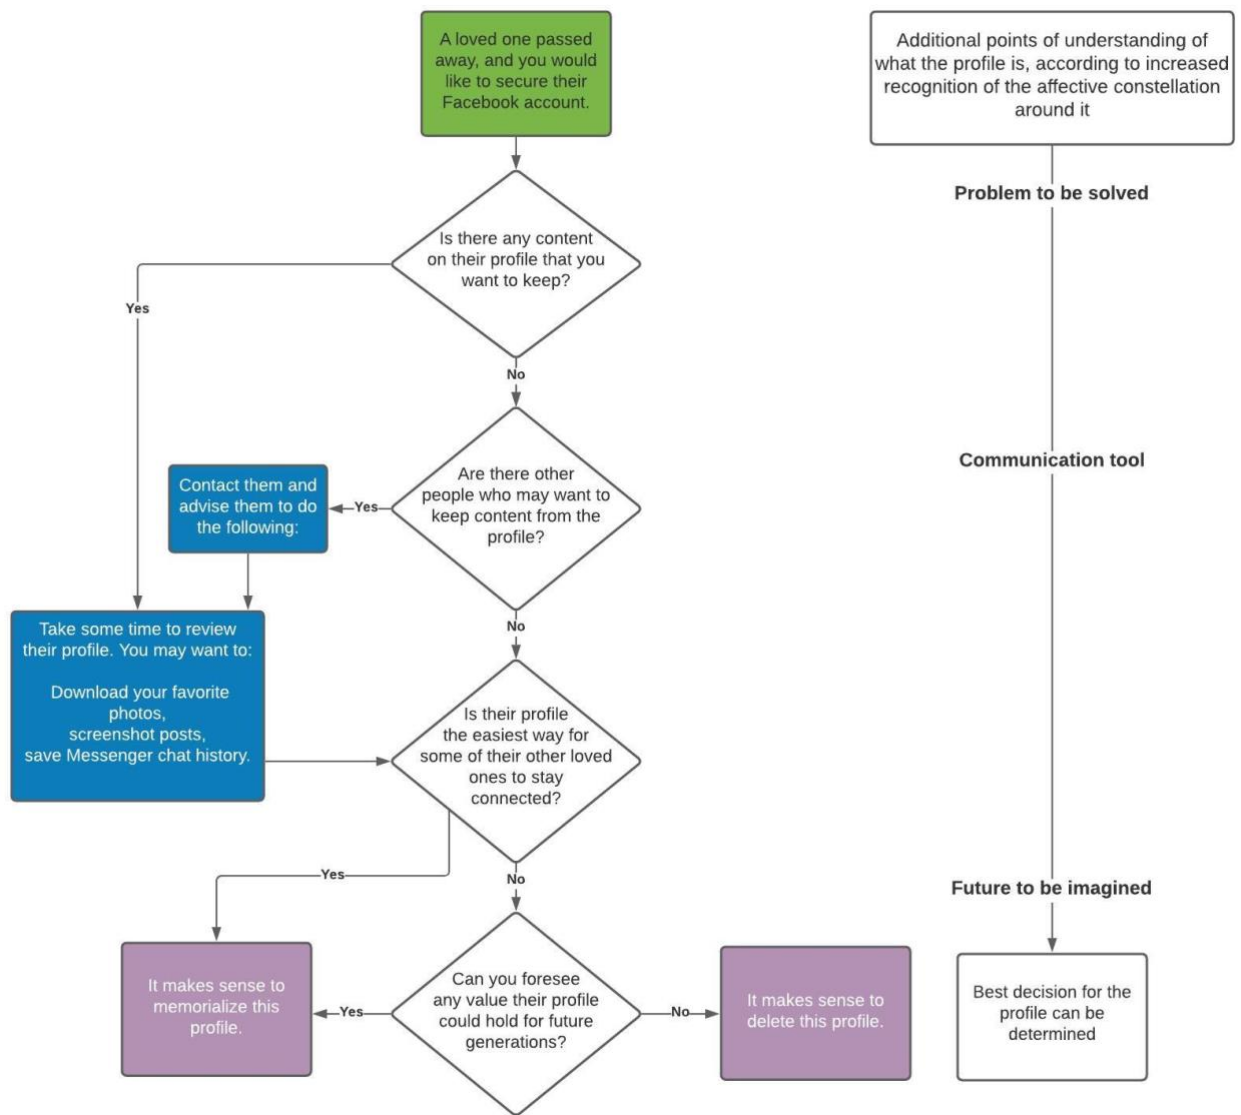 A loved one passed
away, and you would
like to secure their
Facebook account.
Is there any content
on their profile that you
want to keep?
Yes
No
Are there other
people who may want to
keep content from the
profile?
Yes
Contact them and
advise them to do
the following:
No
Take some time to review
their profile. You may want to:
Download your favorite
photos,
screenshot posts,
save Messenger chat history.
Is their profile
the easiest way for
some of their other loved
ones to stay
connected?
Yes
No
It makes sense to
memorialize this
profile.
Yes
Can you foresee
any value their profile
could hold for future
generations?
No
It makes sense to
delete this profile.
Additional points of understanding of
what the profile is, according to increased
recognition of the affective constellation
around it
Problem to be solved
Communication tool
Future to be imagined
Best decision for the
profile can be
determined